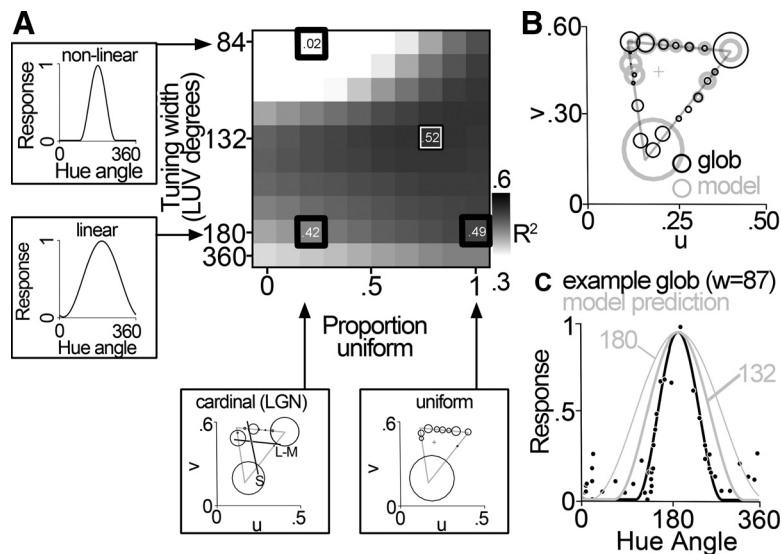 A
non-linear
1
Response
0
0 360
Hue angle
linear
1
Response
0
0 360
Hue angle
Tuning width
(LUV degrees)
84
132
180
360
.02
.52
.42
.49
0 .5 1
Proportion
uniform
.6
R²
.3
cardinal (LGN)
.6
v
0
L-M
S
0 .5
u
uniform
.6
v
0
0 .5
u
B
.60
.30
0
v
glob
model
0 .25 .50
u
C example glob (w=87)
model prediction
1
.5
0
Response
180
132
0 180 360
Hue Angle